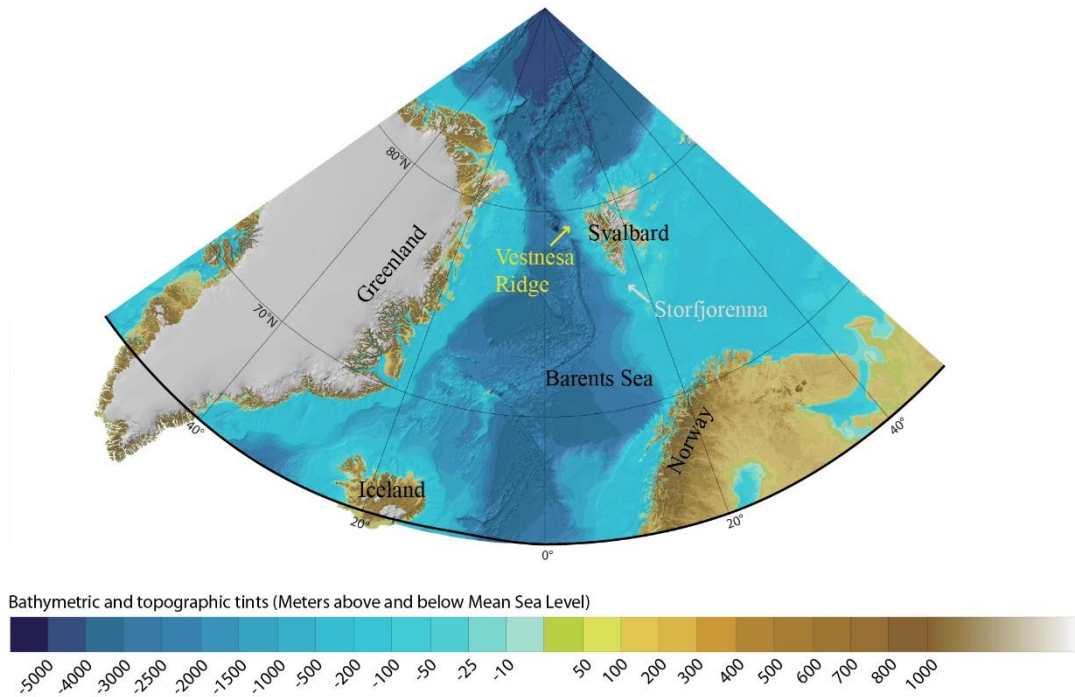 80°N
Greenland
Svalbard
Vestnesa
Ridge
Storfjorenna
70°N
Barents Sea
Norway
40°
40°
Iceland
20°
20°
0°
Bathymetric and topographic tints (Meters above and below Mean Sea Level)
-5000 -4000 -3000 -2500 -2000 -1500 -1000 -500 -200 -100 -50 -25 -10 50 100 200 300 400 500 600 700 800 1000